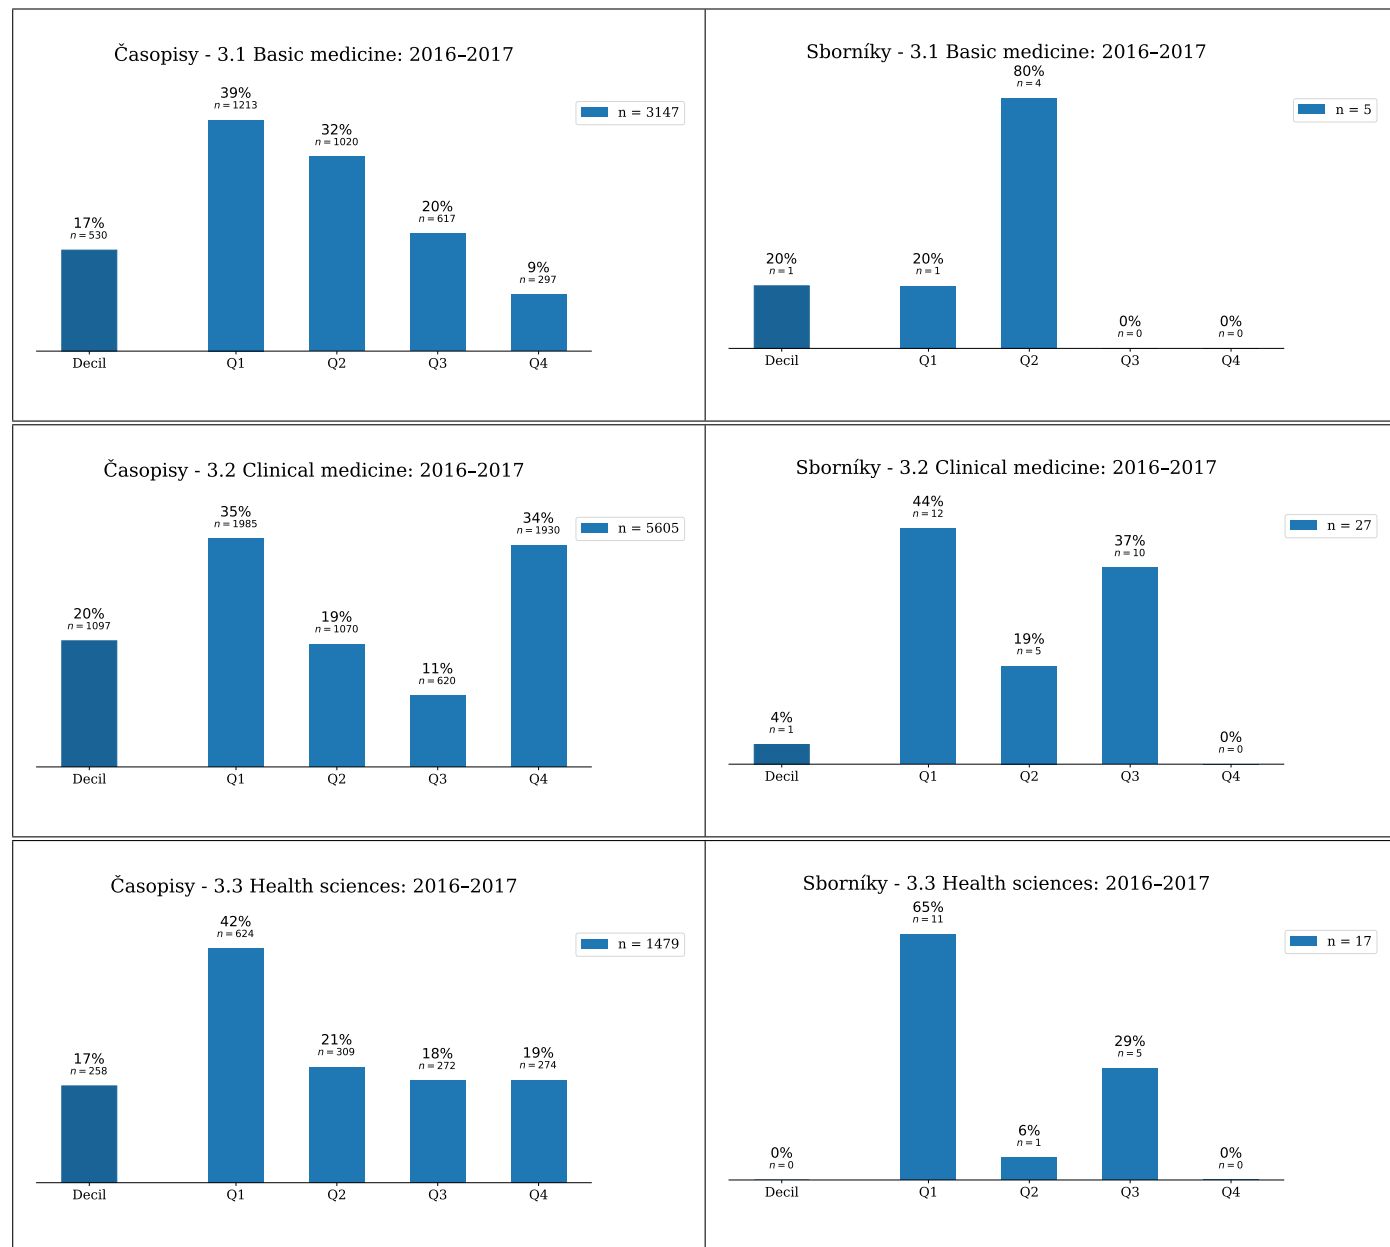 Časopisy - 3.1 Basic medicine: 2016–2017
39%
n = 1213
n = 3147
32%
n = 1020
20%
n = 617
17%
n = 530
9%
n = 297
Decil Q1 Q2 Q3 Q4
Sborníky - 3.1 Basic medicine: 2016–2017
80%
n = 4
n = 5
20%
n = 1
20%
n = 1
0%
n = 0
0%
n = 0
Decil Q1 Q2 Q3 Q4
Časopisy - 3.2 Clinical medicine: 2016–2017
35%
n = 1985
34%
n = 1930
n = 5605
20%
n = 1097
19%
n = 1070
11%
n = 620
Decil Q1 Q2 Q3 Q4
Sborníky - 3.2 Clinical medicine: 2016–2017
44%
n = 12
n = 27
37%
n = 10
19%
n = 5
4%
n = 1
0%
n = 0
Decil Q1 Q2 Q3 Q4
Časopisy - 3.3 Health sciences: 2016–2017
42%
n = 624
n = 1479
21%
n = 309
17%
n = 258
18%
n = 272
19%
n = 274
Decil Q1 Q2 Q3 Q4
Sborníky - 3.3 Health sciences: 2016–2017
65%
n = 11
n = 17
29%
n = 5
6%
n = 1
0%
n = 0
0%
n = 0
Decil Q1 Q2 Q3 Q4